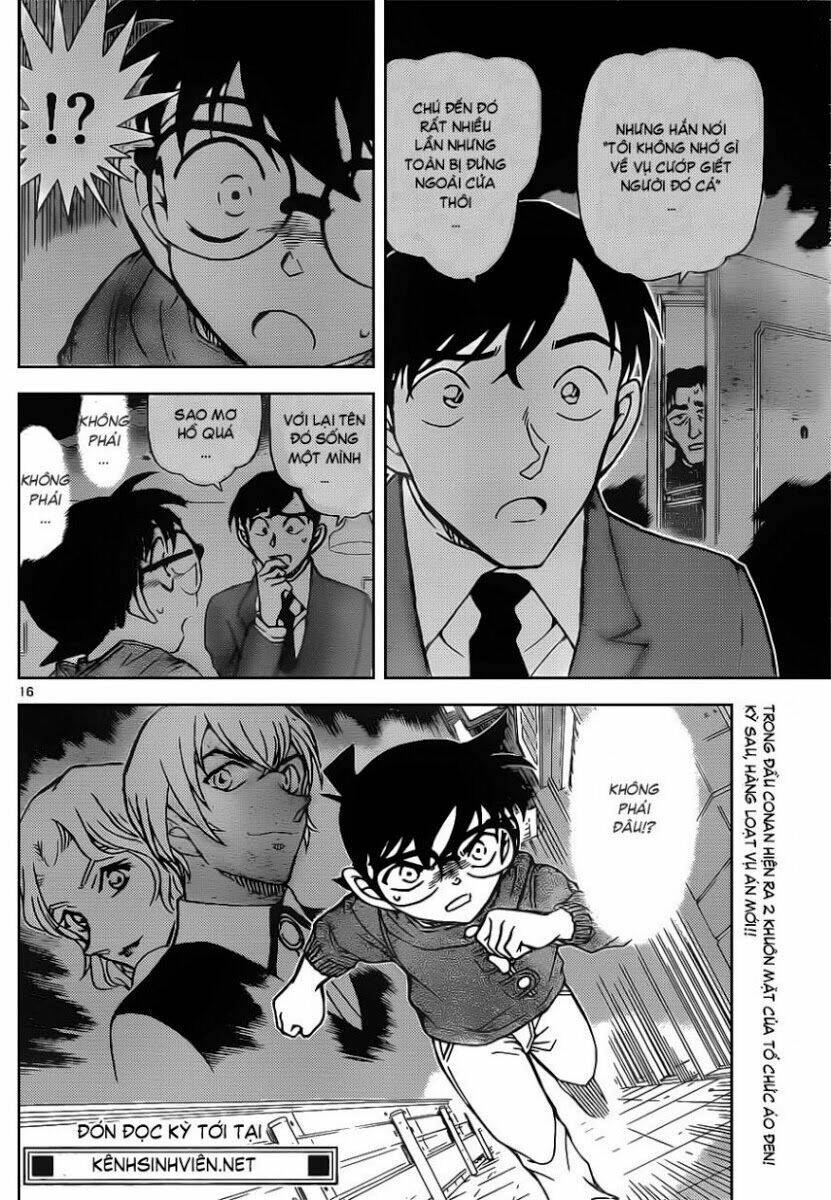 NHƯNG HẮN NÓI
"TÔI KHÔNG NHỚ GÌ
VỀ VỤ CƯỚP GIẾT
NGƯỜI ĐÓ CẢ"
...
CHÚ ĐẾN ĐÓ
RẤT NHIỀU
LẦN NHƯNG
TOÀN BỊ ĐỨNG
NGOÀI CỬA
THÔI
...
!?
VỚI LẠI TÊN
ĐÓ SỐNG
MỘT MÌNH
...
SAO MƠ
HỒ QUÁ
...
KHÔNG
PHẢI
...
KHÔNG
PHẢI
...
16
KHÔNG
PHẢI
ĐÂU!?
TRONG ĐẦU CONAN HIỆN RA 2 KHUÔN MẶT CỦA TỔ CHỨC ÁO ĐEN!
KỲ SAU, HÀNG LOẠT VỤ ÁN MỚI!!
ĐÓN ĐỌC KỲ TỚI TẠI
KÊNHSINHVIÊN.NET